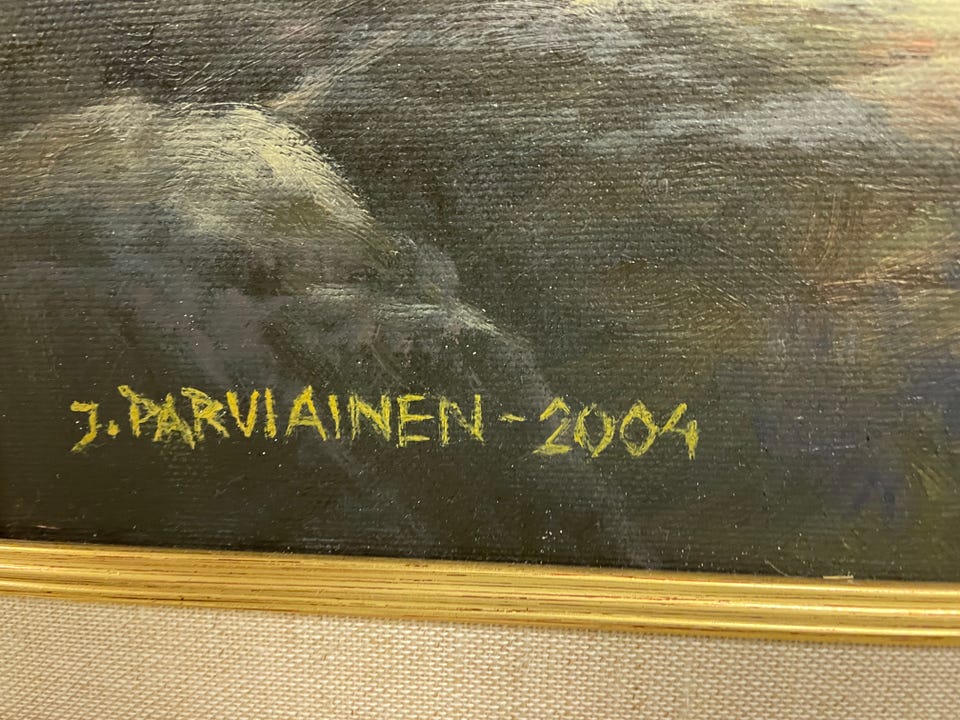 J. PARVIAINEN - 2004